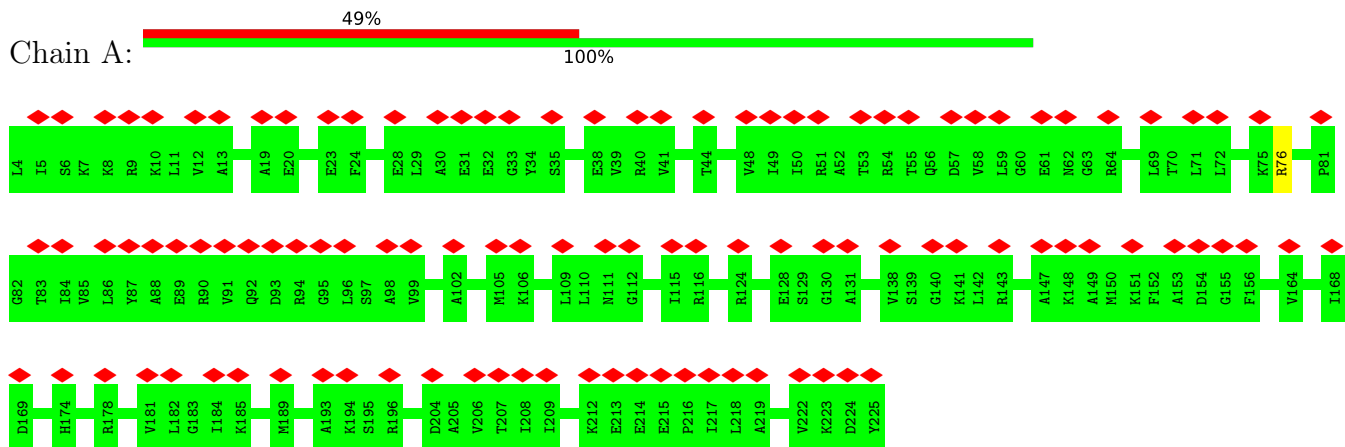 49%
Chain A:
100%
L4 I5 S6 K7 K8 R9 K10 L11 V12 A13 A19 E20 E23 F24 E28 L29 A30 E31 E32 G33 Y34 S35 E38 V39 R40 V41 T44 V48 I49 I50 R51 A52 T53 R54 T55 Q56 D57 V58 L59 G60 E61 N62 G63 R64 L69 T70 L71 L72 K75 R76 P81
G82 T83 I84 V85 L86 Y87 A88 E89 R90 V91 Q92 D93 R94 G95 L96 S97 A98 V99 A102 M105 K106 L109 L110 N111 G112 I115 R116 R124 E128 S129 G130 A131 V138 S139 G140 K141 L142 R143 A147 K148 A149 M150 K151 F152 A153 D154 G155 F156 V164 I168
D169 H174 R178 V181 L182 G183 I184 K185 M189 A193 K194 S195 R196 D204 A205 V206 T207 I208 I209 K212 E213 E214 E215 P216 I217 L218 A219 V222 K223 D224 Y225